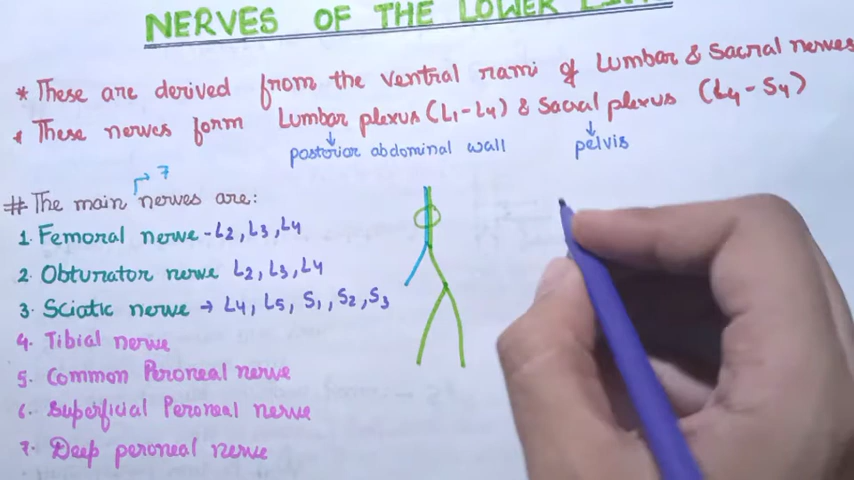 NERVES OF THE LOWER LIMB
* These are derived from the ventral rami of Lumbar & Sacral nerves
* These nerves form Lumbar plexus (L1-L4) & Sacral plexus (L4-S4)
posterior abdominal wall pelvis
7
# The main nerves are:
1. Femoral nerve - L2, L3, L4
2. Obturator nerve L2, L3, L4
3. Sciatic nerve → L4, L5, S1, S2, S3
4. Tibial nerve
5. Common Peroneal nerve
6. Superficial Peroneal nerve
7. Deep peroneal nerve